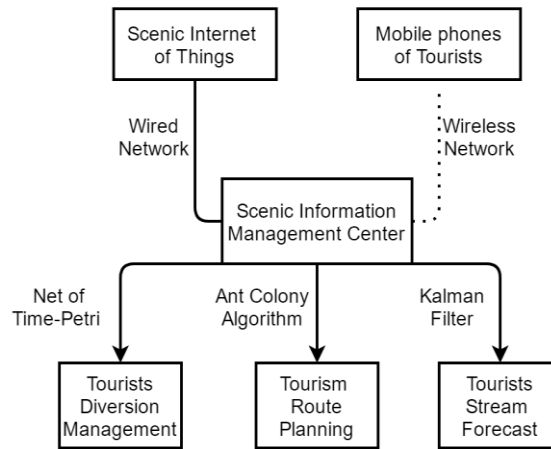 Scenic Internet
of Things
Mobile phones
of Tourists
Wired
Network
Wireless
Network
Scenic Information
Management Center
Net of
Time-Petri
Ant Colony
Algorithm
Kalman
Filter
Tourists
Diversion
Management
Tourism
Route
Planning
Tourists
Stream
Forecast